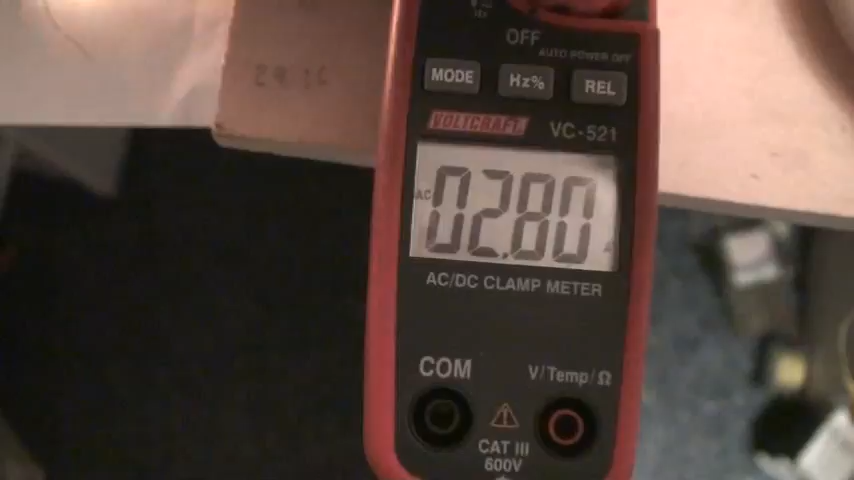 OFF
AUTO POWER OFF
MODE
Hz%
REL
VOLTCRAFT
VC-521
AC
02.80
AC/DC CLAMP METER
COM
V/Temp/Ω
CAT III
600V